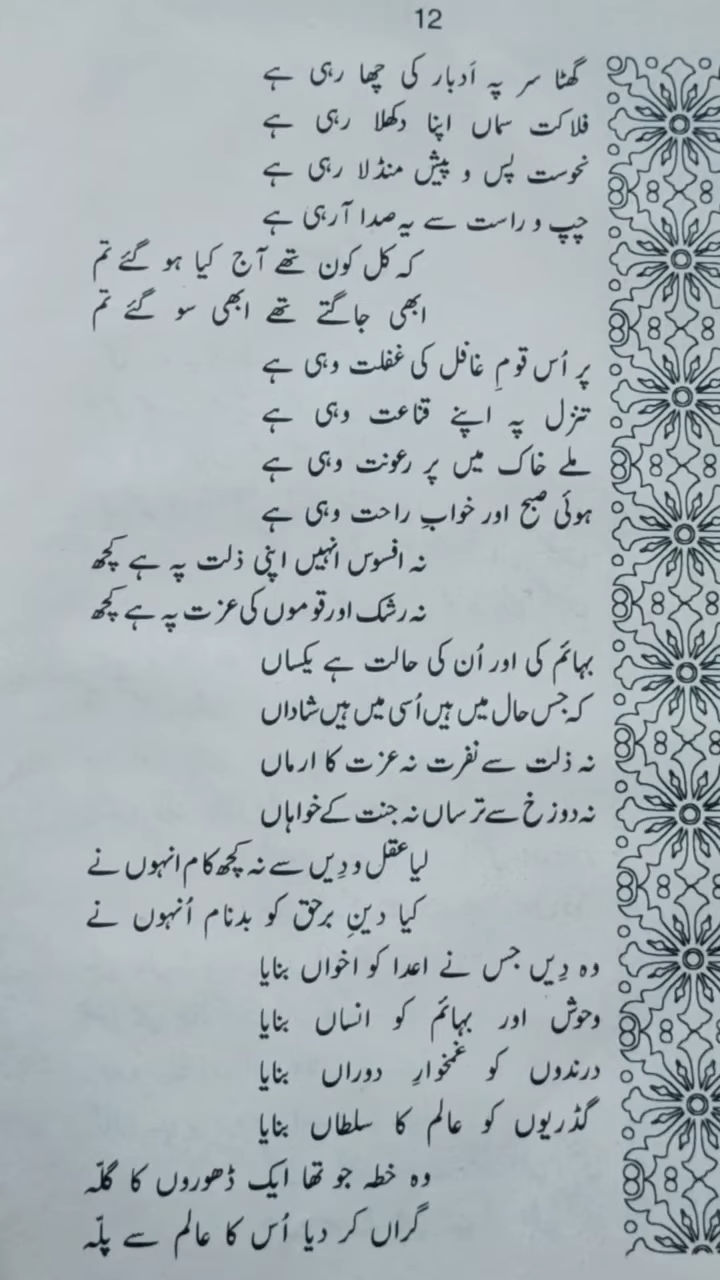 12
گھٹا سر پہ اَدبار کی چھا رہی ہے
فلاکت سماں اپنا دکھلا رہی ہے
نحوست پس و پیش منڈلا رہی ہے
چپ و راست سے یہ صدا آرہی ہے
کہ کل کون تھے آج کیا ہو گئے تم
ابھی جاگتے تھے ابھی سو گئے تم
پر اُس قومِ غافل کی غفلت وہی ہے
تنزل پہ اپنے قناعت وہی ہے
ملے خاک میں پر رعونت وہی ہے
ہوئی صبح اور خوابِ راحت وہی ہے
نہ افسوس انہیں اپنی ذلت پہ ہے کچھ
نہ رشک اور قوموں کی عزت پہ ہے کچھ
بہائم کی اور اُن کی حالت ہے یکساں
کہ جس حال میں ہیں اُسی میں ہیں شاداں
نہ ذلت سے نفرت نہ عزت کا ارماں
نہ دوزخ سے ترساں نہ جنت کے خواہاں
لیا عقل و دِیں سے نہ کچھ کام انہوں نے
کیا دینِ برحق کو بدنام اُنہوں نے
وہ دِیں جس نے اعدا کو اخواں بنایا
وحوش اور بہائم کو انساں بنایا
درندوں کو غمخوارِ دوراں بنایا
گڈریوں کو عالم کا سلطاں بنایا
وہ خطہ جو تھا ایک ڈھوروں کا گلّہ
گراں کر دیا اُس کا عالم سے پلّہ